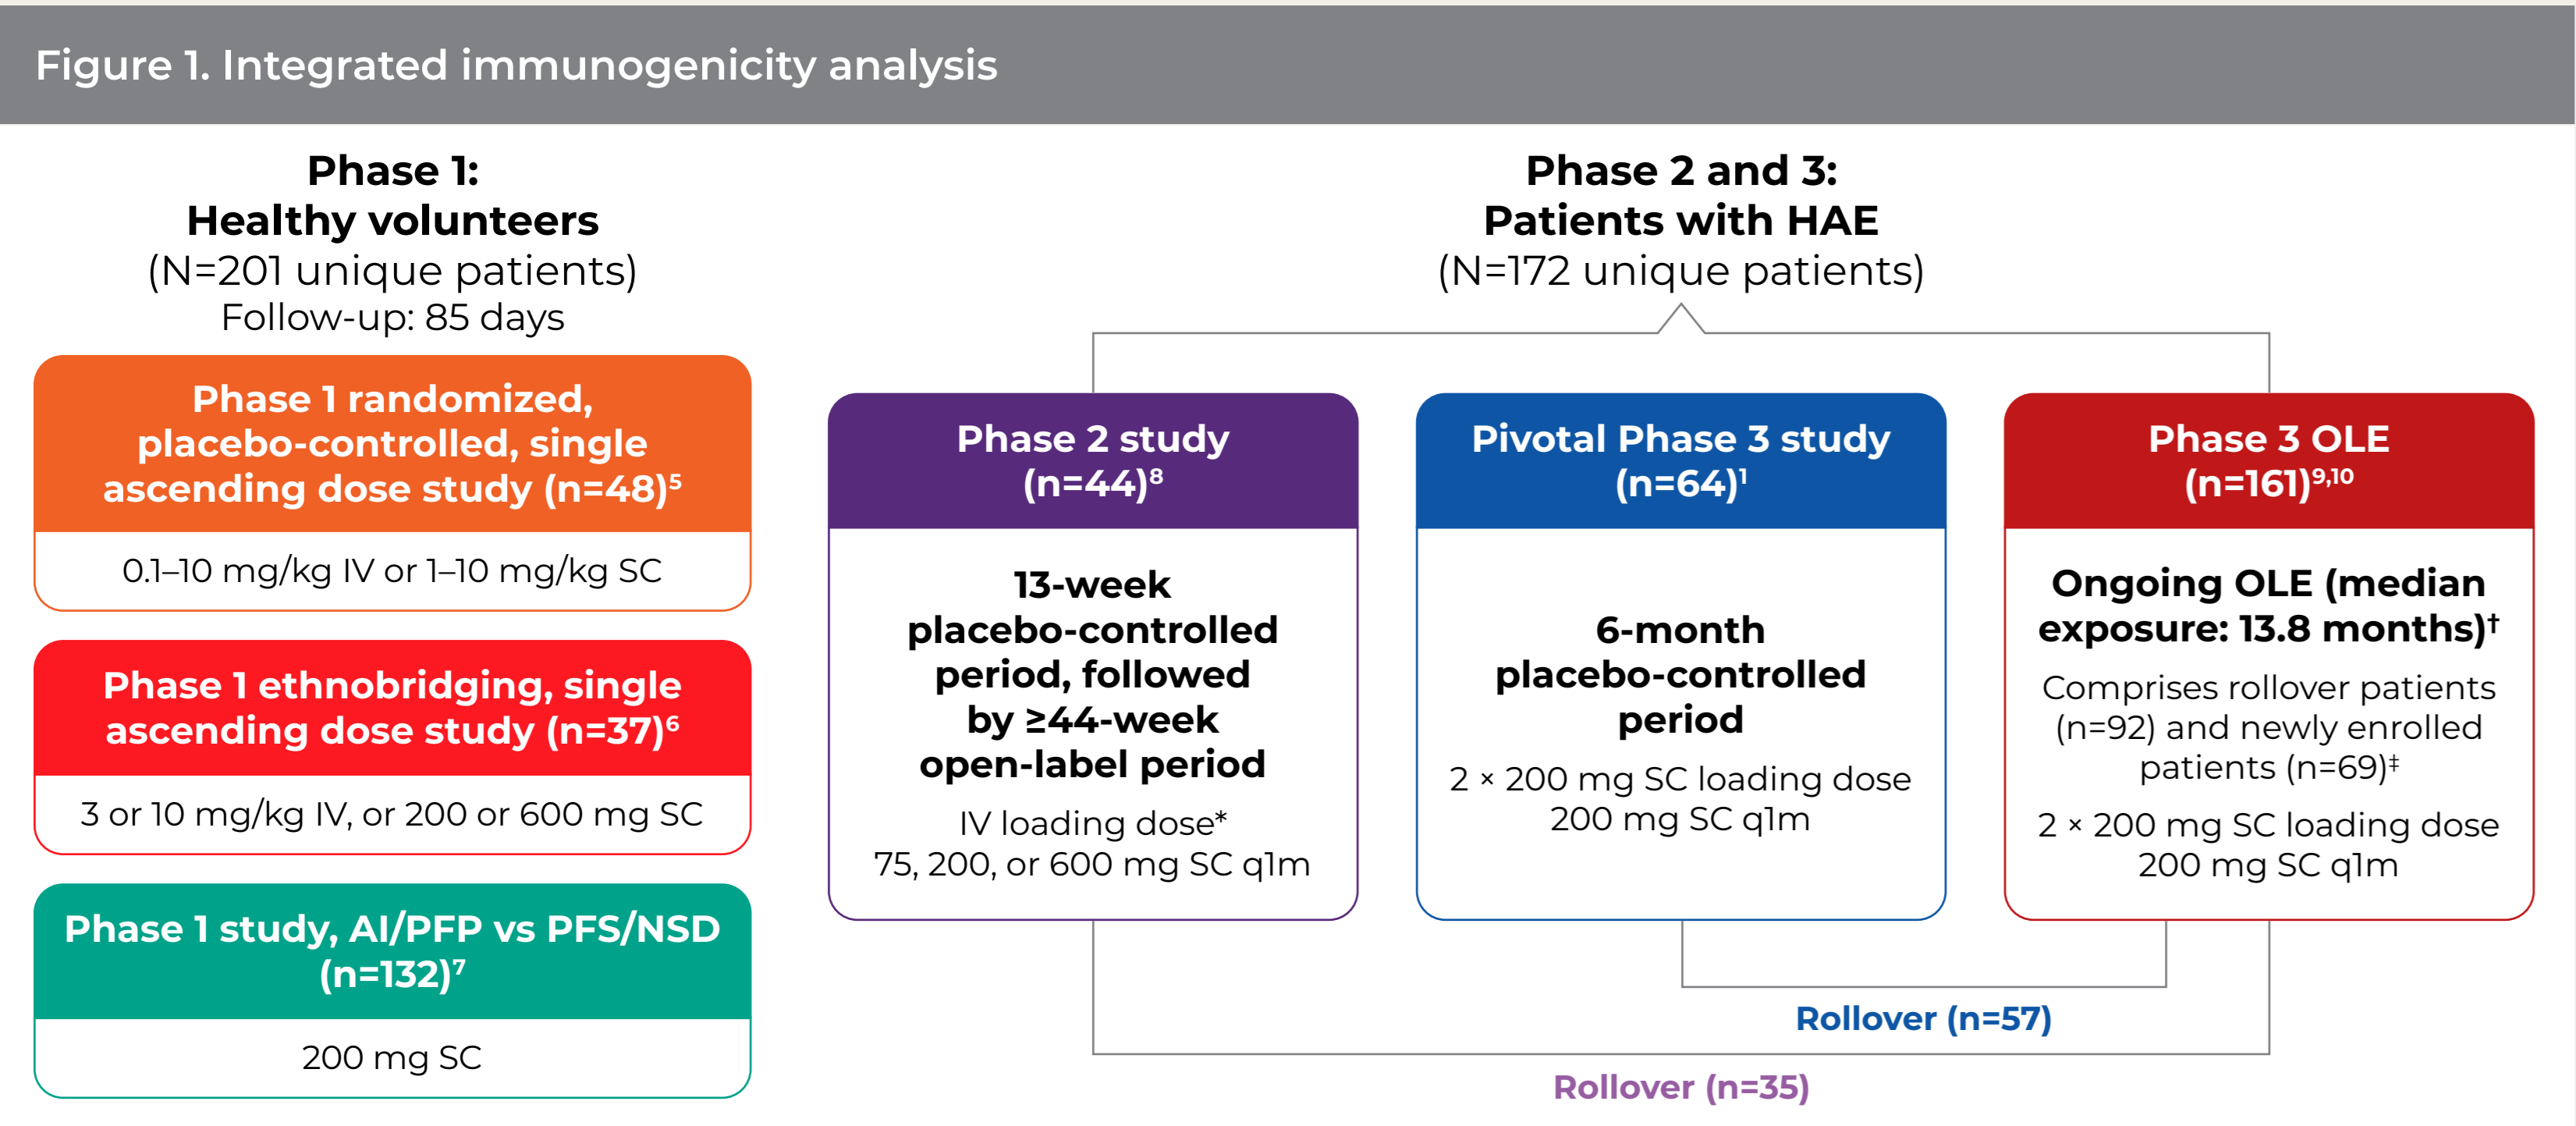 Figure 1. Integrated immunogenicity analysis
Phase 1:
Healthy volunteers
(N=201 unique patients)
Follow-up: 85 days
Phase 1 randomized,
placebo-controlled, single
ascending dose study (n=48)⁵
0.1–10 mg/kg IV or 1–10 mg/kg SC
Phase 1 ethnobridging, single
ascending dose study (n=37)⁶
3 or 10 mg/kg IV, or 200 or 600 mg SC
Phase 1 study, AI/PFP vs PFS/NSD
(n=132)⁷
200 mg SC
Phase 2 and 3:
Patients with HAE
(N=172 unique patients)
Phase 2 study
(n=44)⁸
13-week
placebo-controlled
period, followed
by ≥44-week
open-label period
IV loading dose*
75, 200, or 600 mg SC q1m
Pivotal Phase 3 study
(n=64)¹
6-month
placebo-controlled
period
2 × 200 mg SC loading dose
200 mg SC q1m
Phase 3 OLE
(n=161)⁹,¹⁰
Ongoing OLE (median
exposure: 13.8 months)†
Comprises rollover patients
(n=92) and newly enrolled
patients (n=69)‡
2 × 200 mg SC loading dose
200 mg SC q1m
Rollover (n=57)
Rollover (n=35)